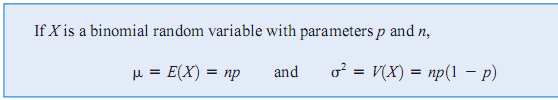 If X is a binomial random variable with parameters p and n,
μ = E(X) = np and σ² = V(X) = np(1 − p)